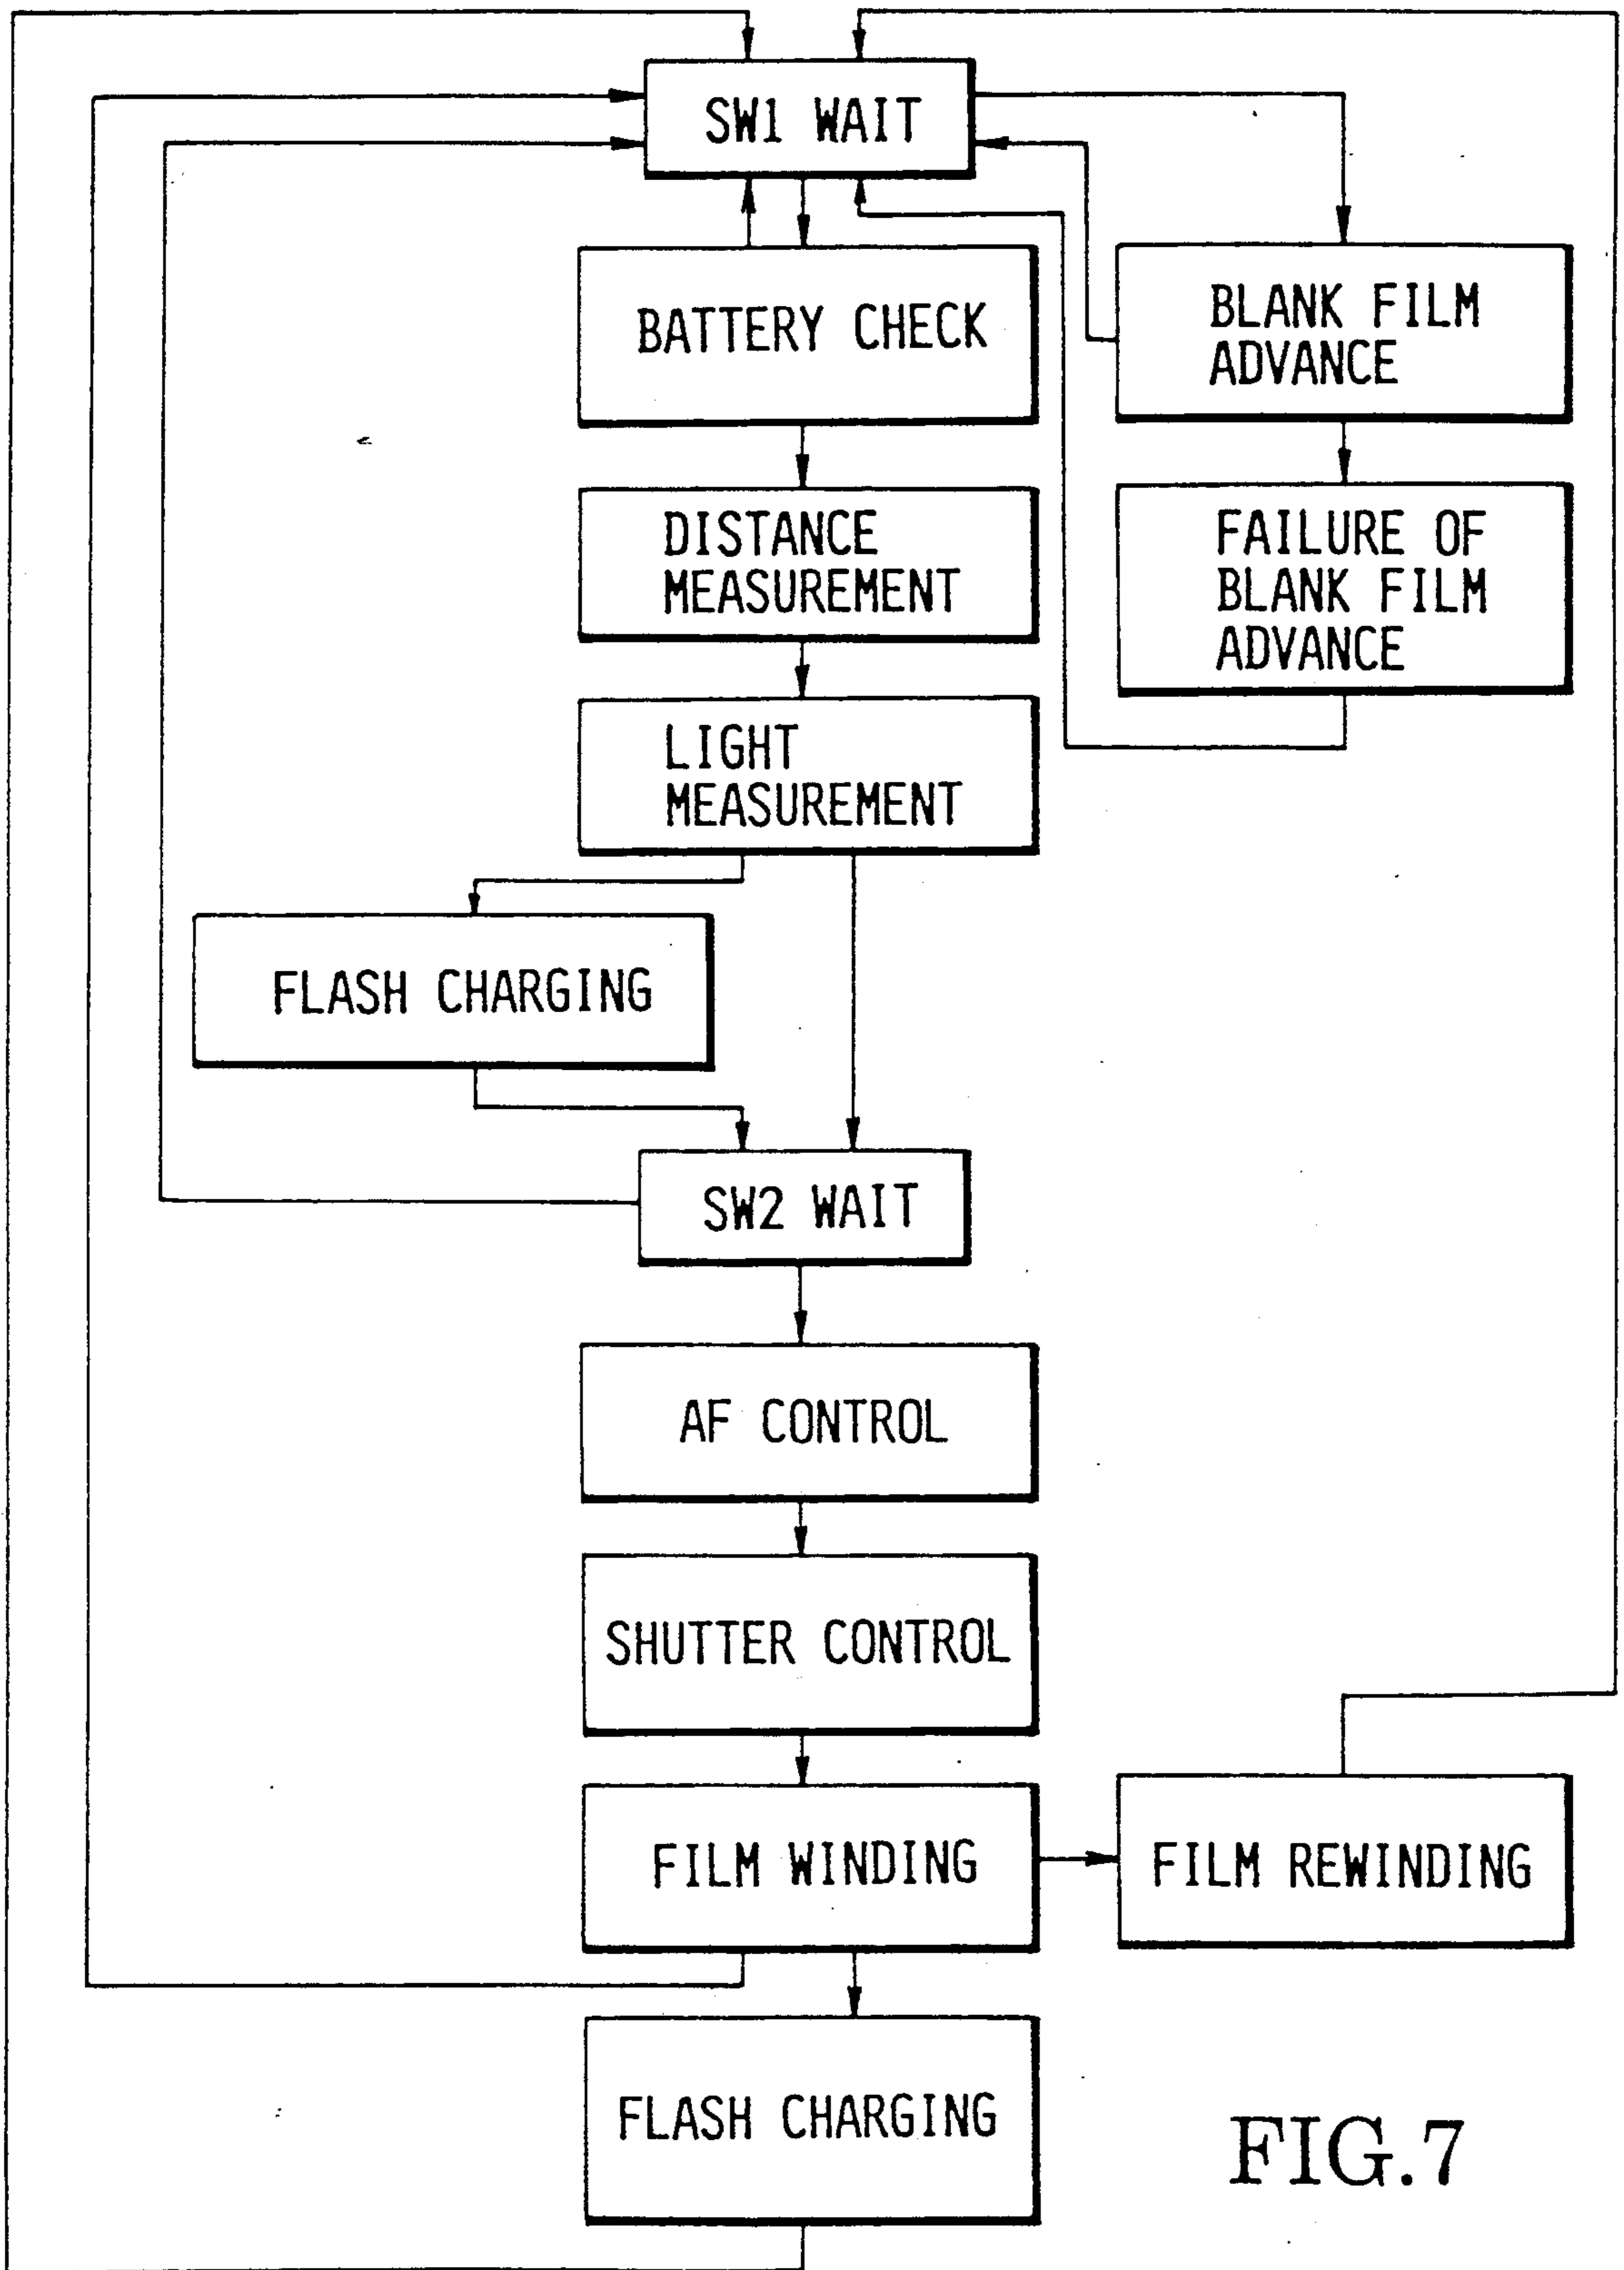 SW1 WAIT
BATTERY CHECK
BLANK FILM
ADVANCE
DISTANCE
MEASUREMENT
FAILURE OF
BLANK FILM
ADVANCE
LIGHT
MEASUREMENT
FLASH CHARGING
SW2 WAIT
AF CONTROL
SHUTTER CONTROL
FILM WINDING
FILM REWINDING
FLASH CHARGING
FIG.7